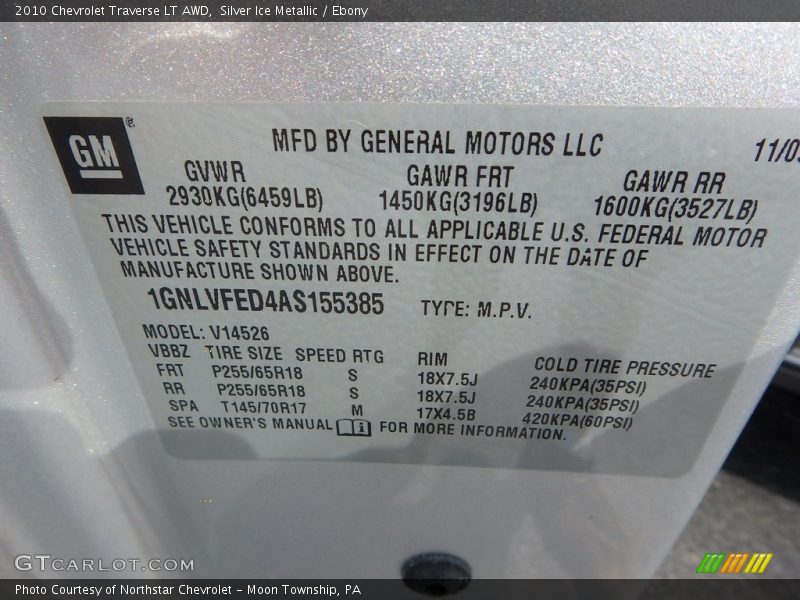 2010 Chevrolet Traverse LT AWD, Silver Ice Metallic / Ebony
GM®
MFD BY GENERAL MOTORS LLC
11/0
GVWR GAWR FRT GAWR RR
2930KG(6459LB) 1450KG(3196LB) 1600KG(3527LB)
THIS VEHICLE CONFORMS TO ALL APPLICABLE U.S. FEDERAL MOTOR
VEHICLE SAFETY STANDARDS IN EFFECT ON THE DATE OF
MANUFACTURE SHOWN ABOVE.
1GNLVFED4AS155385 TYPE: M.P.V.
MODEL: V14526
VBBZ TIRE SIZE SPEED RTG RIM COLD TIRE PRESSURE
FRT P255/65R18 S 18X7.5J 240KPA(35PSI)
RR P255/65R18 S 18X7.5J 240KPA(35PSI)
SPA T145/70R17 M 17X4.5B 420KPA(60PSI)
SEE OWNER'S MANUAL i FOR MORE INFORMATION.
GTCARLOT.COM
Photo Courtesy of Northstar Chevrolet - Moon Township, PA